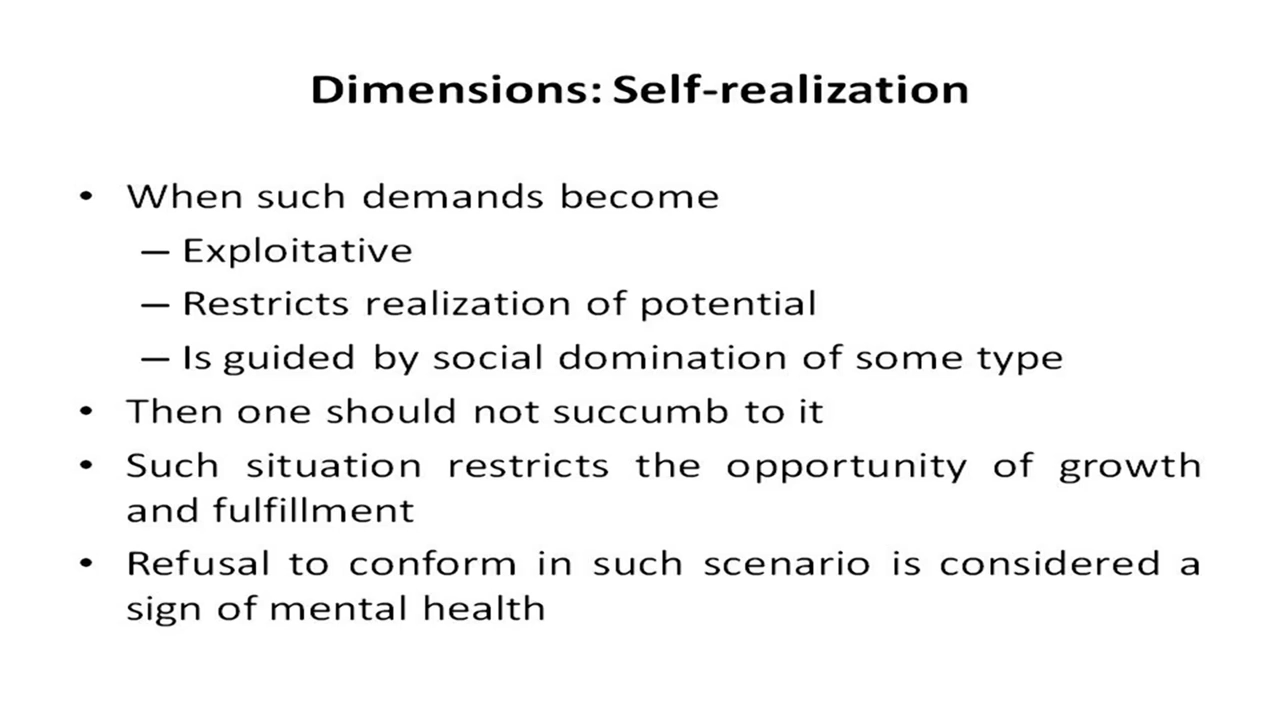 Dimensions: Self-realization
• When such demands become
– Exploitative
– Restricts realization of potential
– Is guided by social domination of some type
• Then one should not succumb to it
• Such situation restricts the opportunity of growth
and fulfillment
• Refusal to conform in such scenario is considered a
sign of mental health